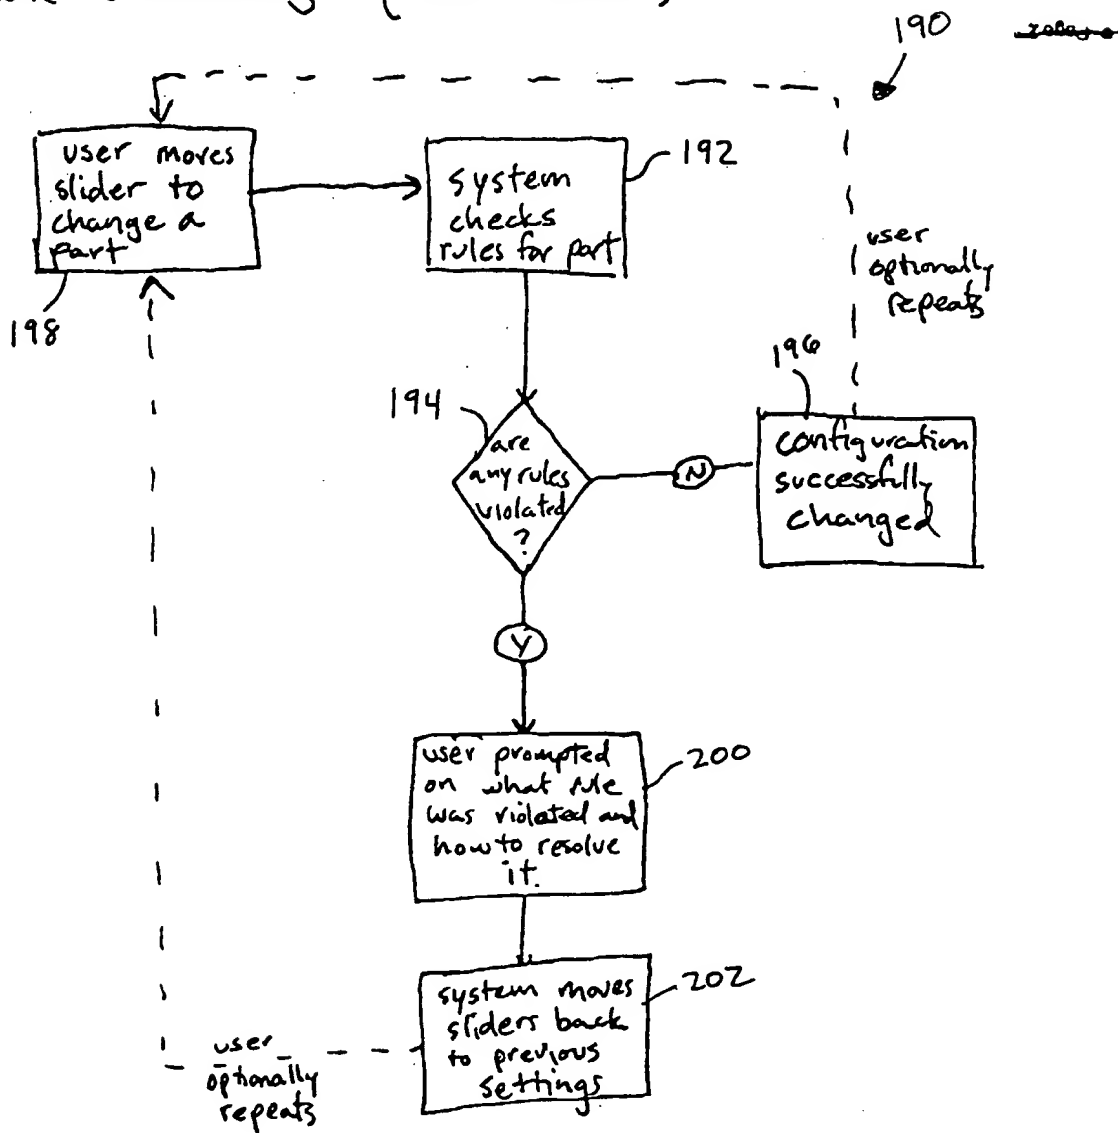 190
user moves
slider to
change a
part
198
system
checks
rules for part
192
user
optionally
repeats
194
are
any rules
violated
?
N
196
configuration
successfully
changed
Y
user prompted
on what rule
was violated and
how to resolve
it.
200
system moves
sliders back
to previous
settings
202
user
optionally
repeats